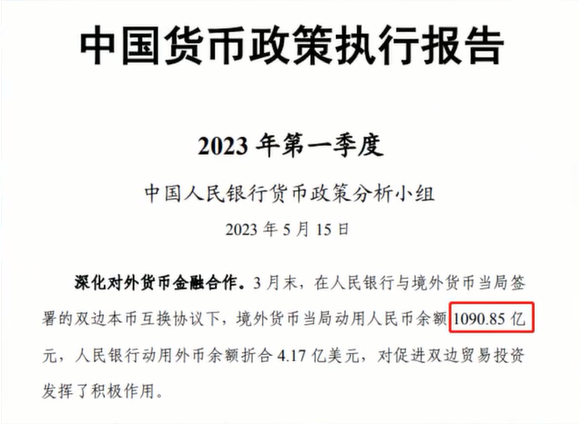 中国货币政策执行报告
2023 年第一季度
中国人民银行货币政策分析小组
2023 年 5 月 15 日
深化对外货币金融合作。3 月末，在人民银行与境外货币当局签
署的双边本币互换协议下，境外货币当局动用人民币余额 1090.85 亿
元，人民银行动用外币余额折合 4.17 亿美元，对促进双边贸易投资
发挥了积极作用。